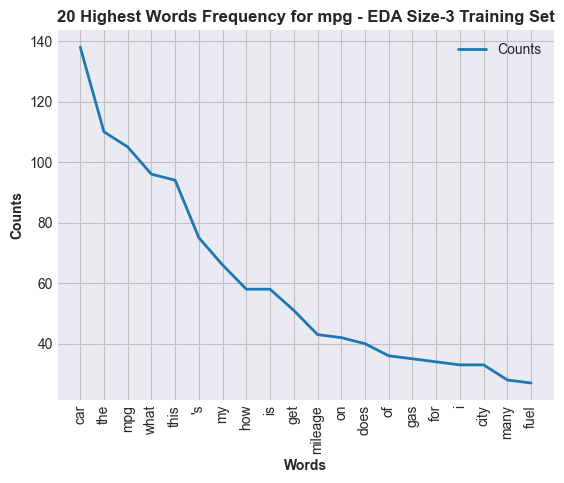 20 Highest Words Frequency for mpg - EDA Size-3 Training Set
Counts
140
120
100
80
60
40
Counts
car
the
mpg
what
this
's
my
how
is
get
mileage
on
does
of
gas
for
i
city
many
fuel
Words